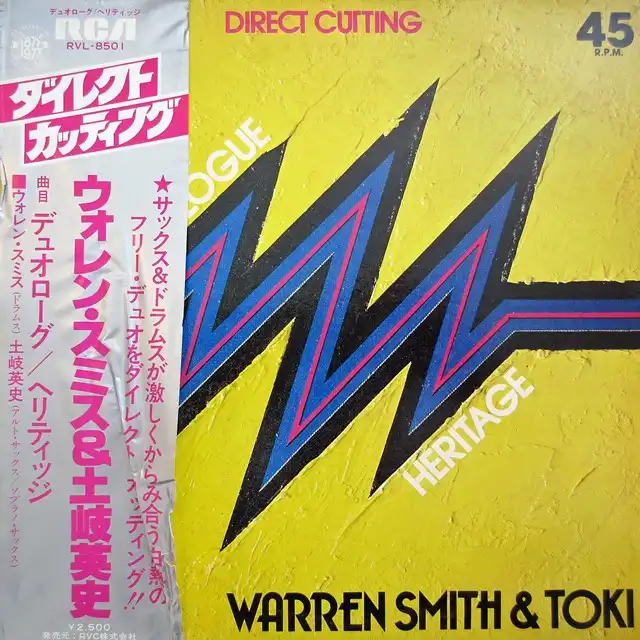 デュオローグ/ヘリティッジ
RCA
RVL-8501
ダイレクト
カッティング
★サックス&ドラムスが激しくからみ合う
フリー・デュオをダイレクトカッティング!!
ウォレン・スミス&土岐英史
曲目 デュオローグ/ヘリティッジ
■ウォレン・スミス(ドラムス) 土岐英史(アルト・サックス/ソプラノ・サックス)
¥2,500
発売元:RVC株式会社
DIRECT CUTTING
45
R.P.M.
LOGUE
HERITAGE
WARREN SMITH & TOKI